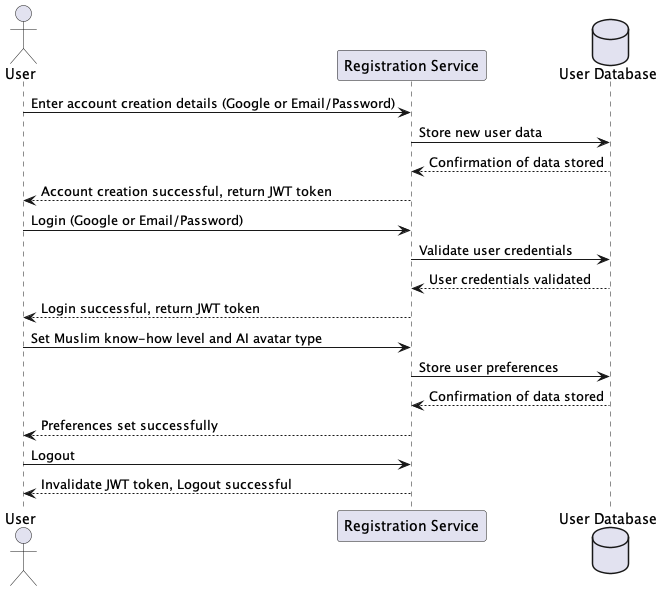 User
Registration Service
User Database
Enter account creation details (Google or Email/Password)
Store new user data
Confirmation of data stored
Account creation successful, return JWT token
Login (Google or Email/Password)
Validate user credentials
User credentials validated
Login successful, return JWT token
Set Muslim know-how level and AI avatar type
Store user preferences
Confirmation of data stored
Preferences set successfully
Logout
Invalidate JWT token, Logout successful
User
Registration Service
User Database